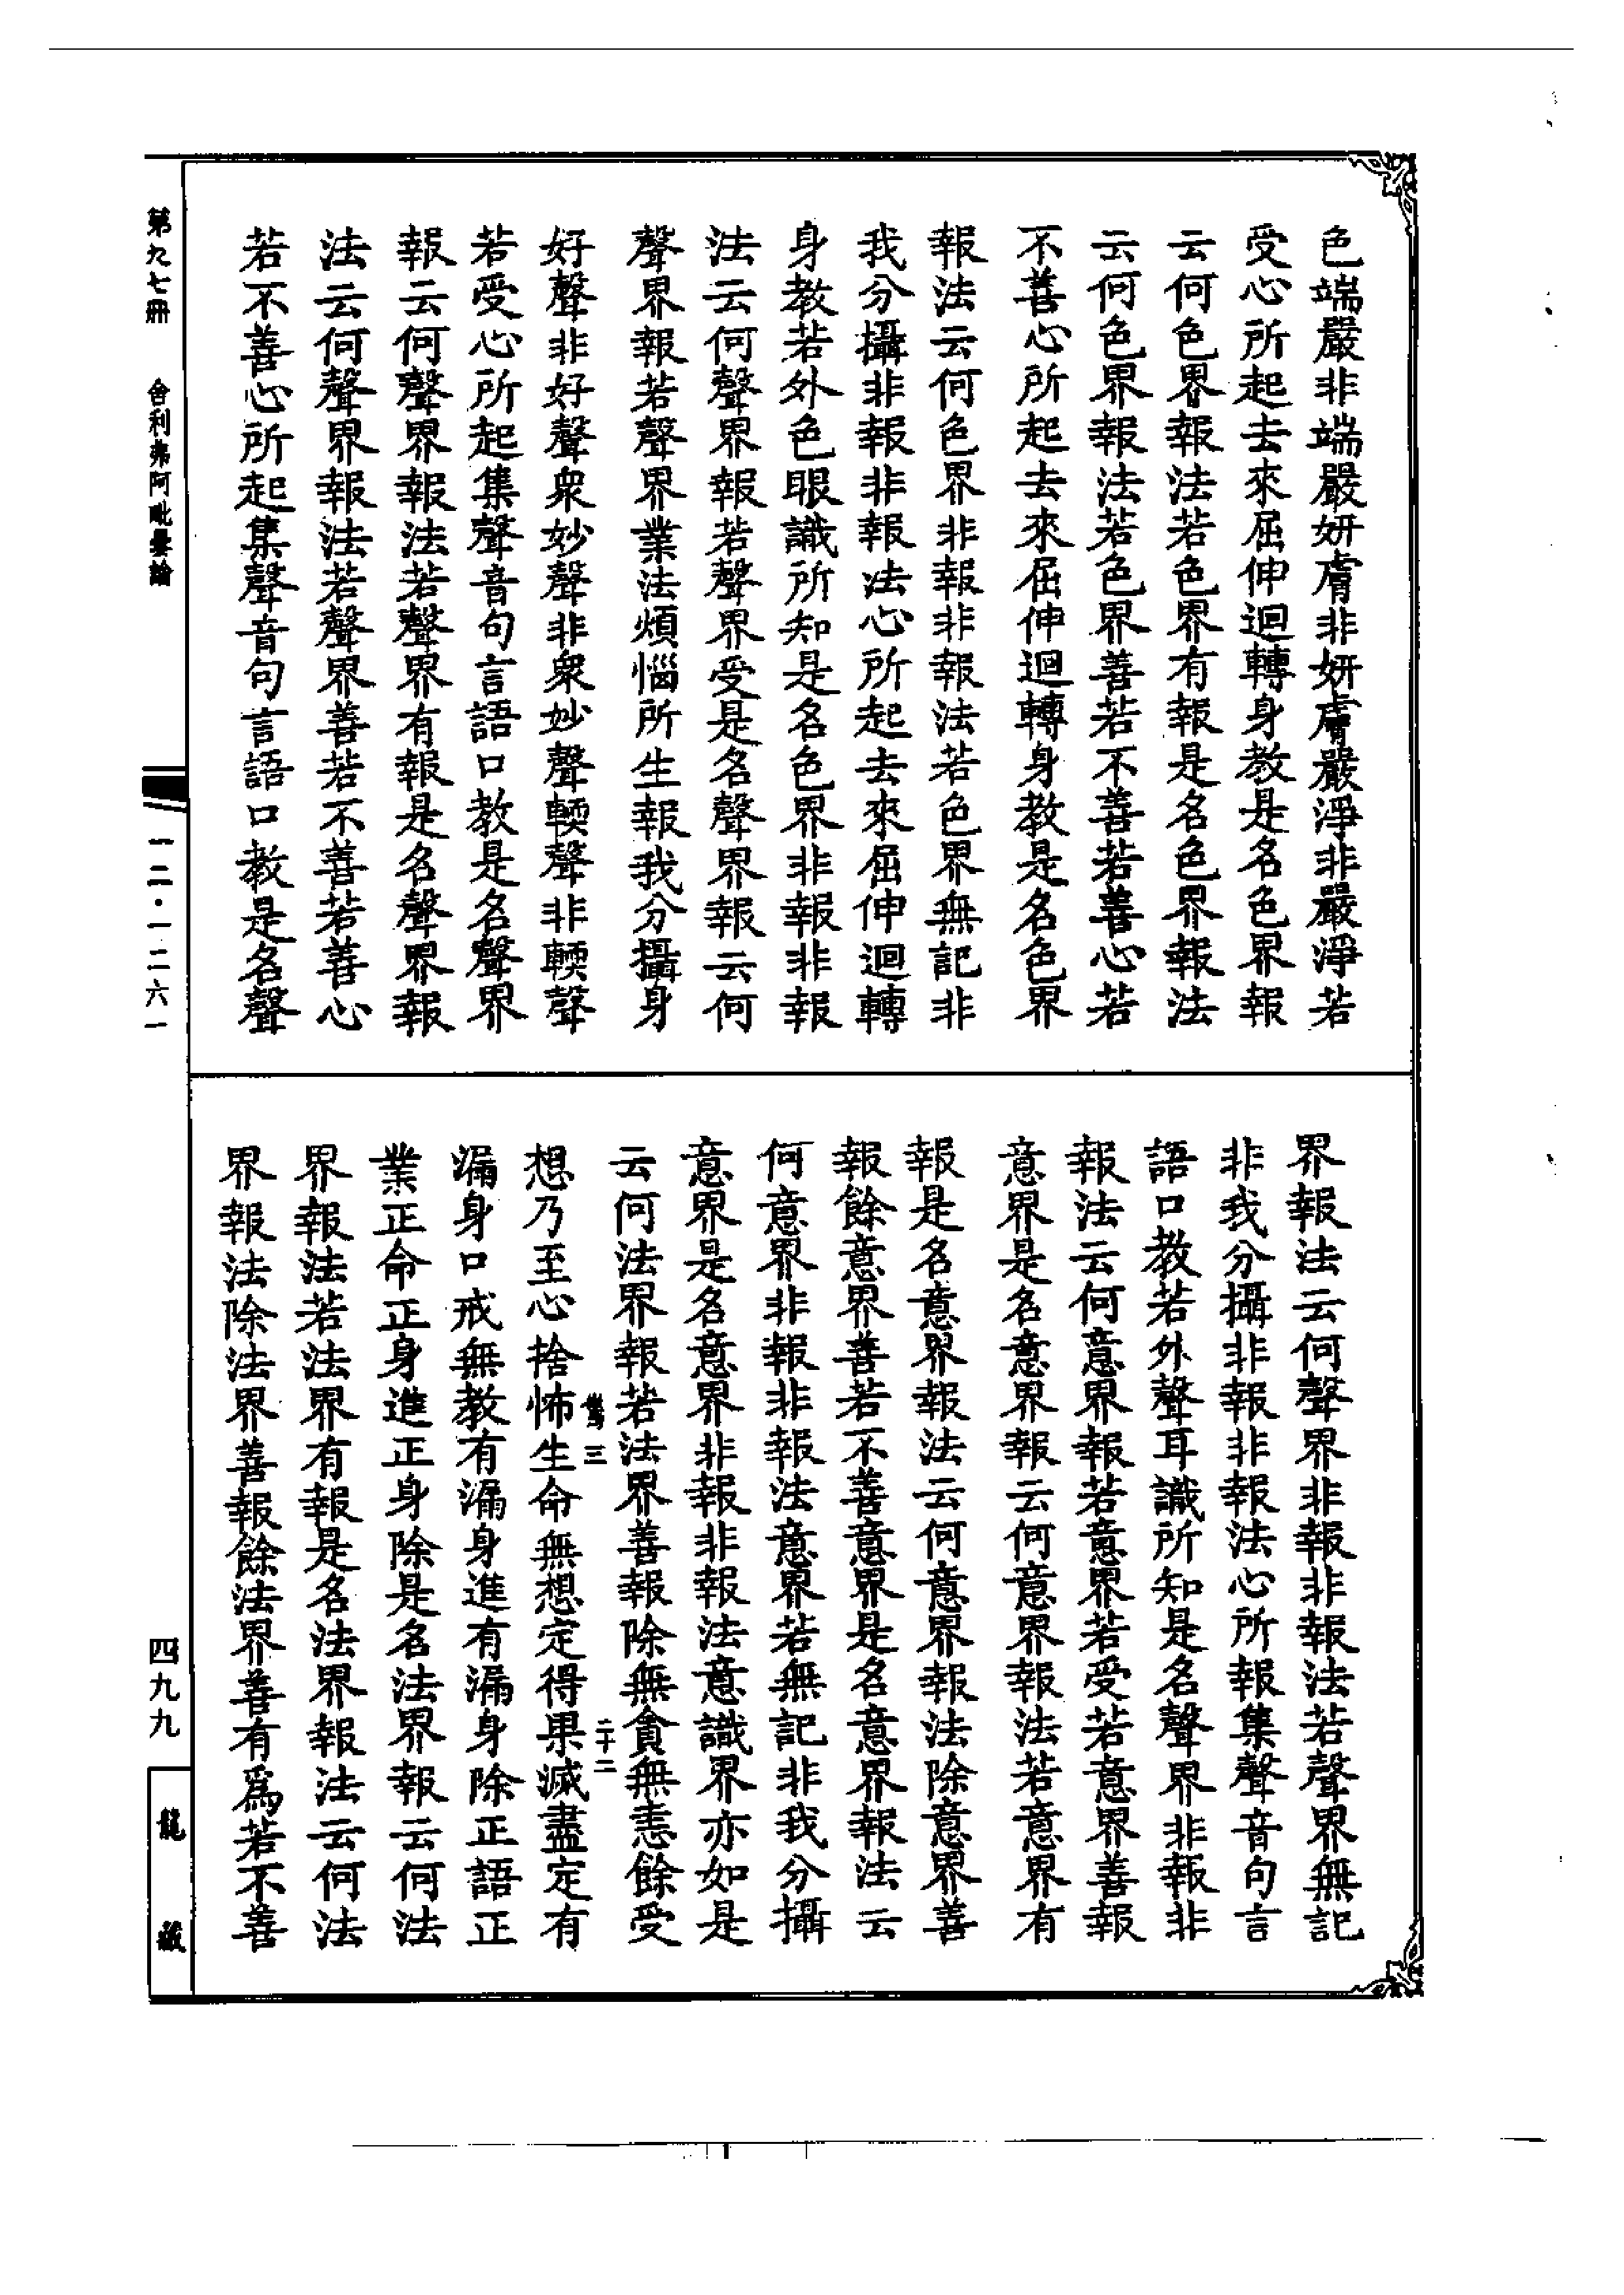 色端嚴非端嚴妍膚非妍膚嚴淨非嚴淨若
受心所起去來屈伸迴轉身教是名色界報
云何色界報法若色界有報是名色界報法
云何色界報法若色界善若不善若善心若
不善心所起去來屈伸迴轉身教是名色界
報法云何色界非報非報法若色界無記非
我分攝非報非報法心所起去來屈伸迴轉
身教若外色眼識所知是名色界非報非報
法云何聲界報若聲界受是名聲界報云何
聲界報若聲界業法煩惱所生報我分攝身
好聲非好聲衆妙聲非衆妙聲輭聲非輭聲
若受心所起集聲音句言語口教是名聲界
報云何聲界報法若聲界有報是名聲界報
法云何聲界報法若聲界善若不善若善心
若不善心所起集聲音句言語口教是名聲
界報法云何聲界非報非報法若聲界無記
非我分攝非報非報法心所報集聲音句言
語口教若外聲耳識所知是名聲界非報非
報法云何意界報若意界若受若意界善報
意界是名意界報云何意界報法若意界有
報是名意界報法云何意界報法除意界善
報餘意界善若不善意界是名意界報法云
何意界非報非報法意界若無記非我分攝
意界是名意界非報非報法意識界亦如是
云何法界報若法界善報除無貪無恚餘受
三
二十二
想乃至心捨怖生命無想定得果滅盡定有
漏身口戒無教有漏身進有漏身除正語正
業正命正身進正身除是名法界報云何法
界報法若法界有報是名法界報法云何法
界報法除法界善報餘法界善有爲若不善
第九七冊
舍利弗阿毗曇論
一二·一二六一
四九九
龍藏